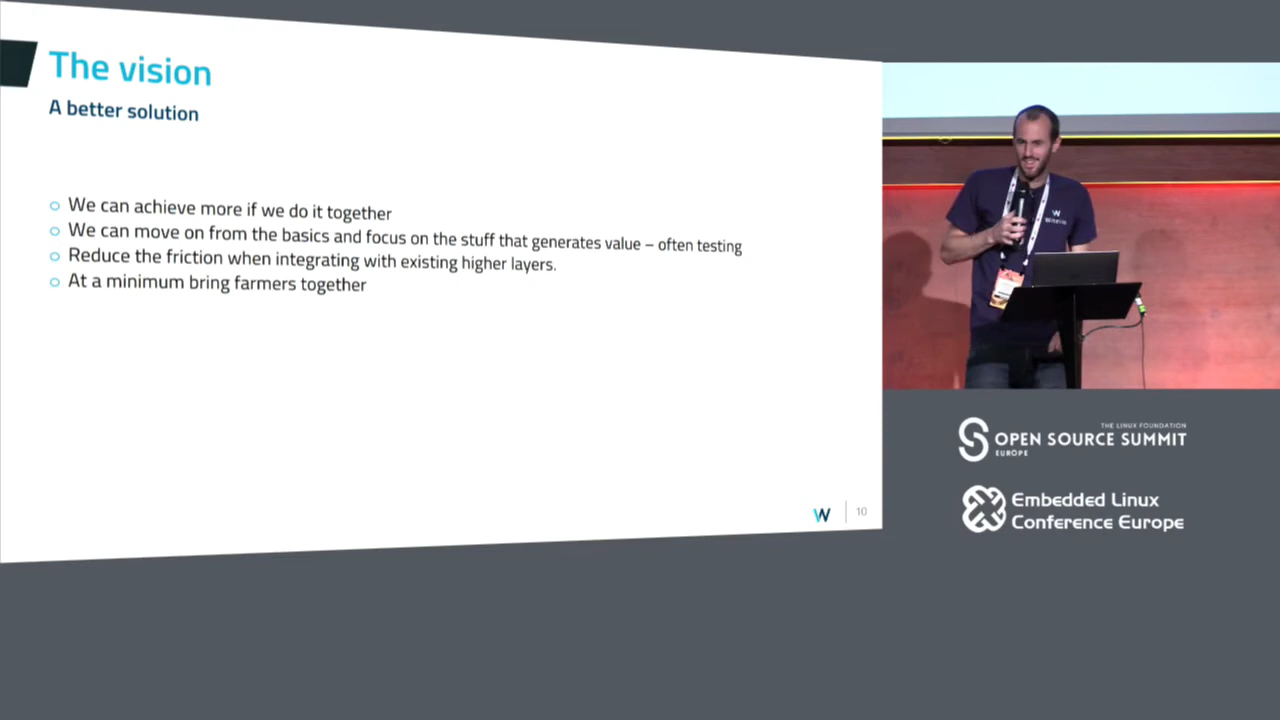 The vision
A better solution
We can achieve more if we do it together
We can move on from the basics and focus on the stuff that generates value – often testing
Reduce the friction when integrating with existing higher layers.
At a minimum bring farmers together
W
10
W
THE LINUX FOUNDATION
OPEN SOURCE SUMMIT
EUROPE
Embedded Linux
Conference Europe